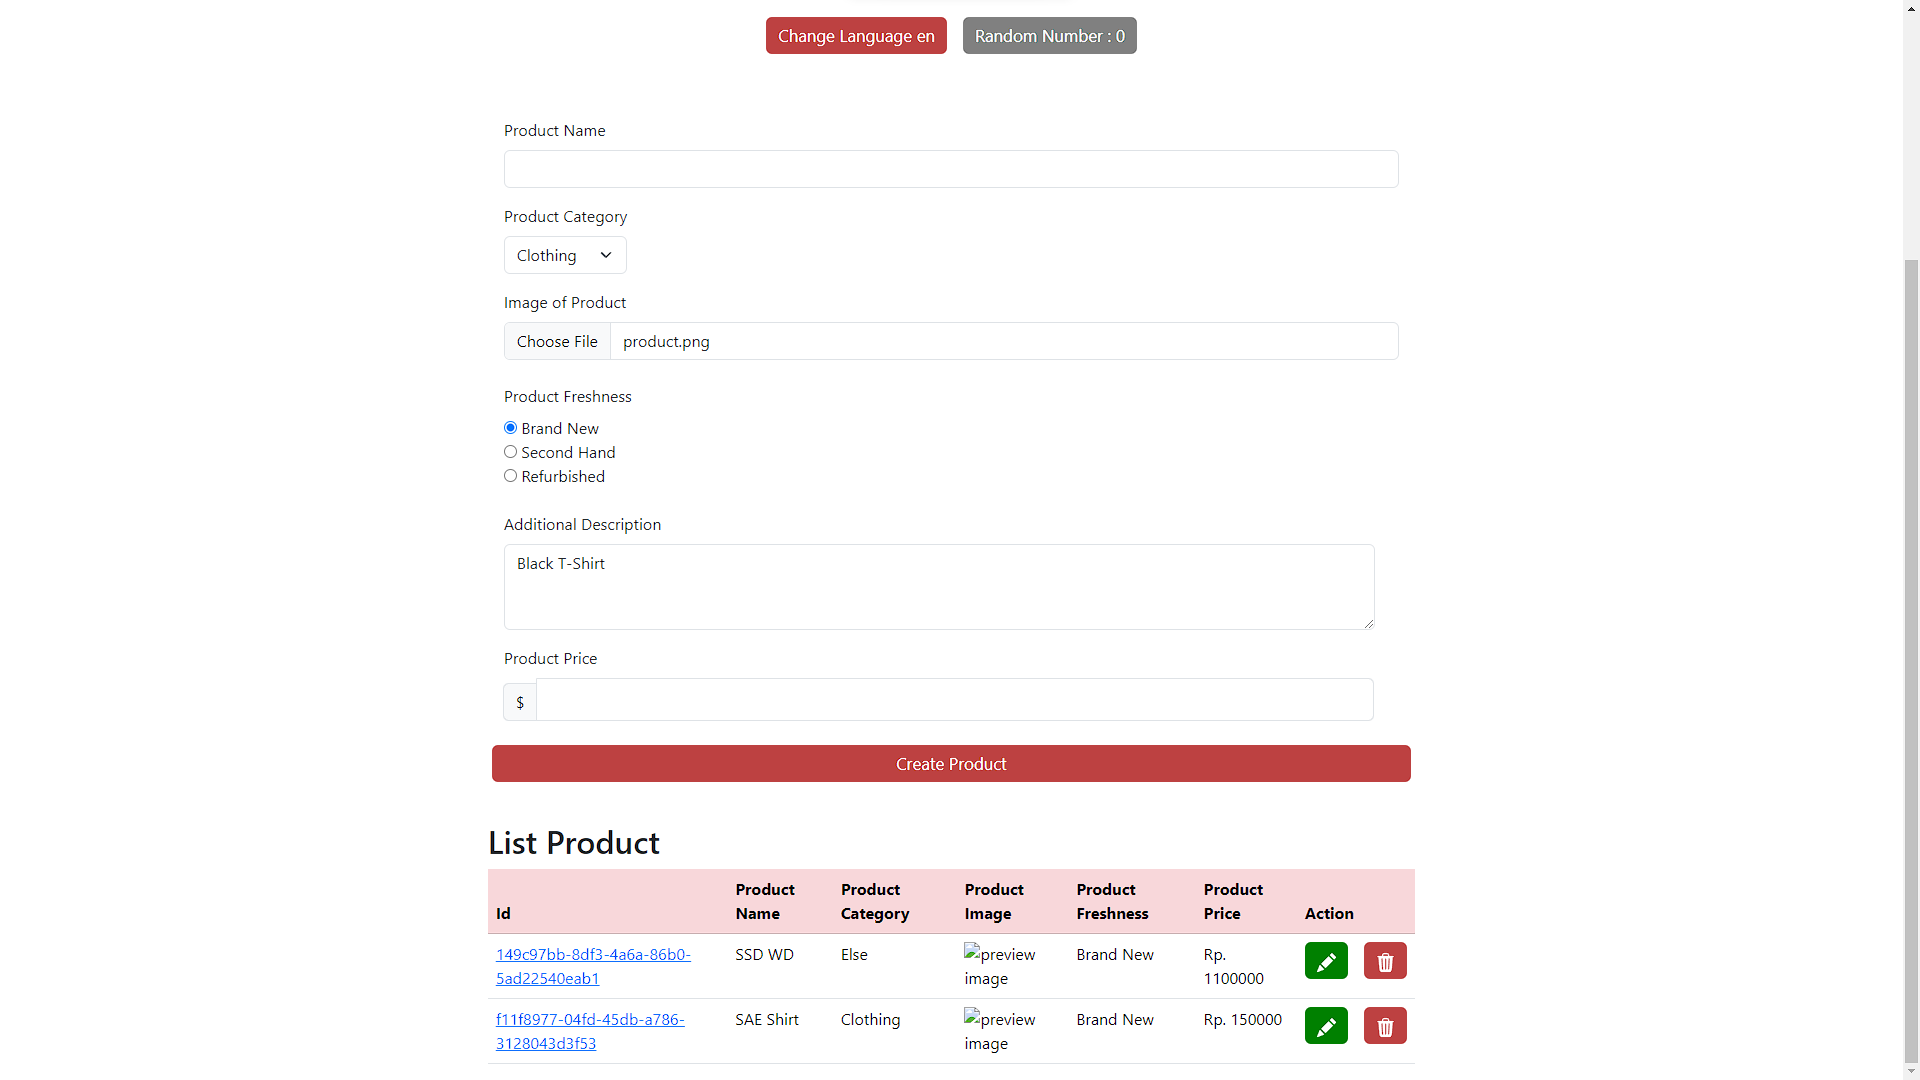 Change Language en
Random Number : 0
Product Name
Product Category
Clothing
Image of Product
Choose File
product.png
Product Freshness
Brand New
Second Hand
Refurbished
Additional Description
Black T-Shirt
Product Price
$
Create Product
List Product
Id
Product Name
Product Category
Product Image
Product Freshness
Product Price
Action
149c97bb-8df3-4a6a-86b0-
5ad22540eab1
SSD WD
Else
preview
image
Brand New
Rp.
1100000
f11f8977-04fd-45db-a786-
3128043d3f53
SAE Shirt
Clothing
preview
image
Brand New
Rp. 150000